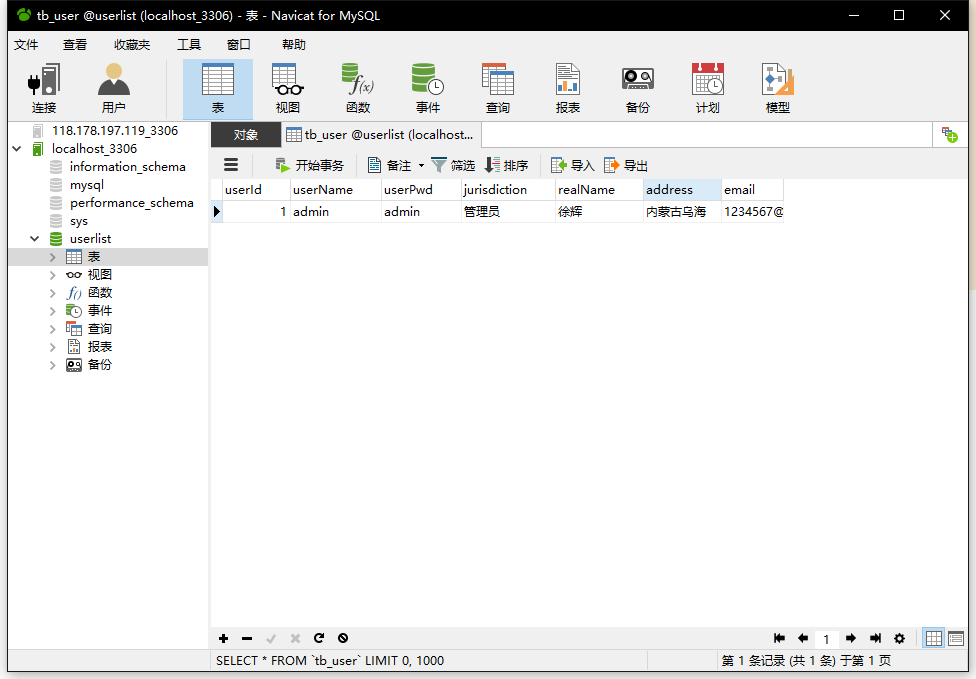 tb_user @userlist (localhost_3306) - 表 - Navicat for MySQL
文件 查看 收藏夹 工具 窗口 帮助
连接 用户 表 视图 函数 事件 查询 报表 备份 计划 模型
118.178.197.119_3306
localhost_3306
information_schema
mysql
performance_schema
sys
userlist
表
视图
函数
事件
查询
报表
备份
对象 tb_user @userlist (localhost...
开始事务 备注 筛选 排序 导入 导出
userId userName userPwd jurisdiction realName address email
1 admin admin 管理员 徐辉 内蒙古乌海 1234567@
1
SELECT * FROM `tb_user` LIMIT 0, 1000
第 1 条记录 (共 1 条) 于第 1 页